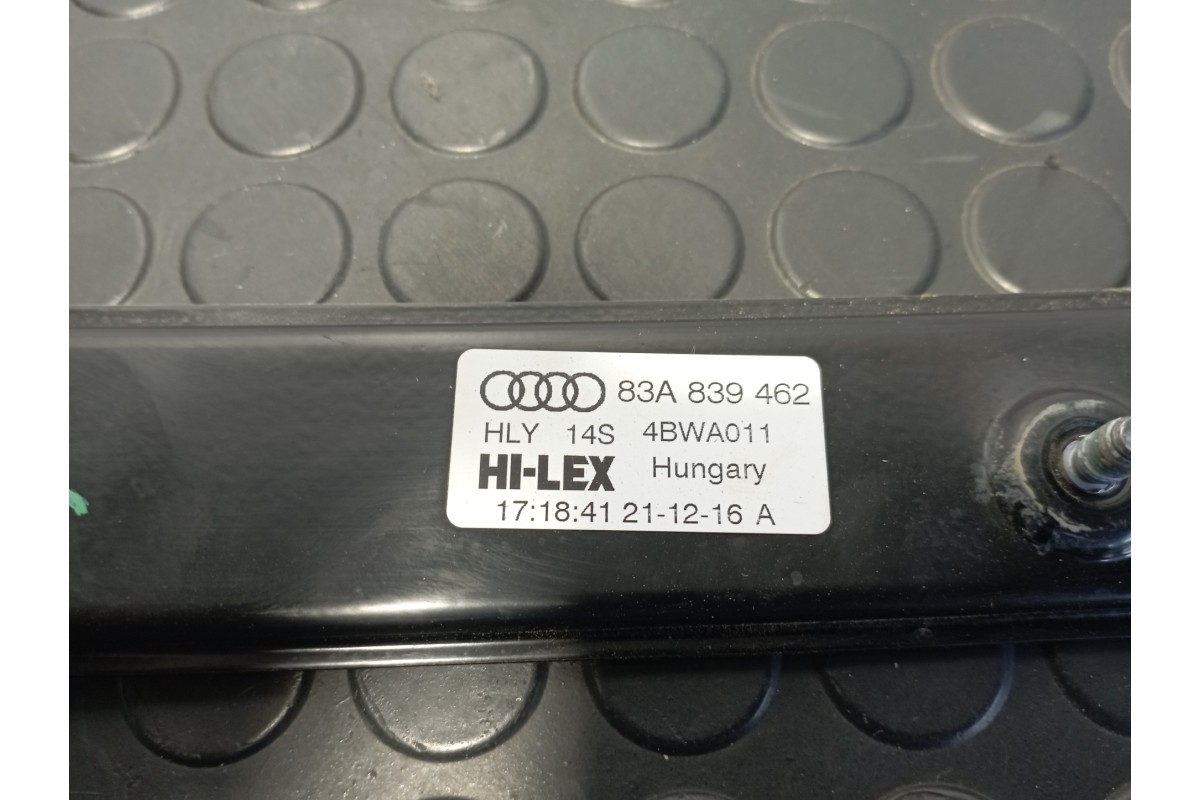 83A 839 462
HLY 14S 4BWA011
HI-LEX Hungary
17:18:41 21-12-16 A